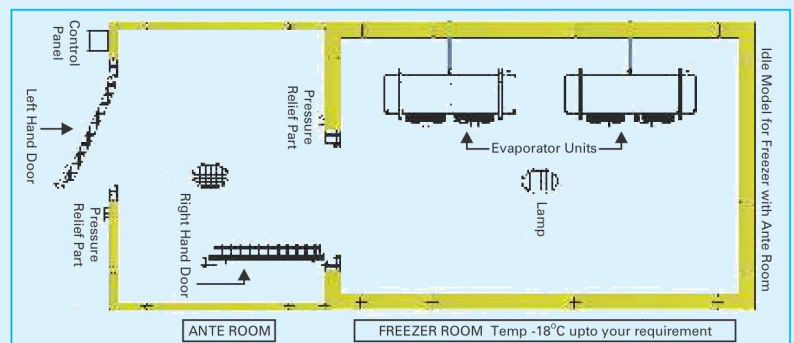 Control
Panel
Left Hand Door
Pressure
Relief Part
Right Hand Door
Pressure
Relief Part
Evaporator Units
Lamp
Idle Model for Freezer with Ante Room
ANTE ROOM
FREEZER ROOM Temp -18°C upto your requirement